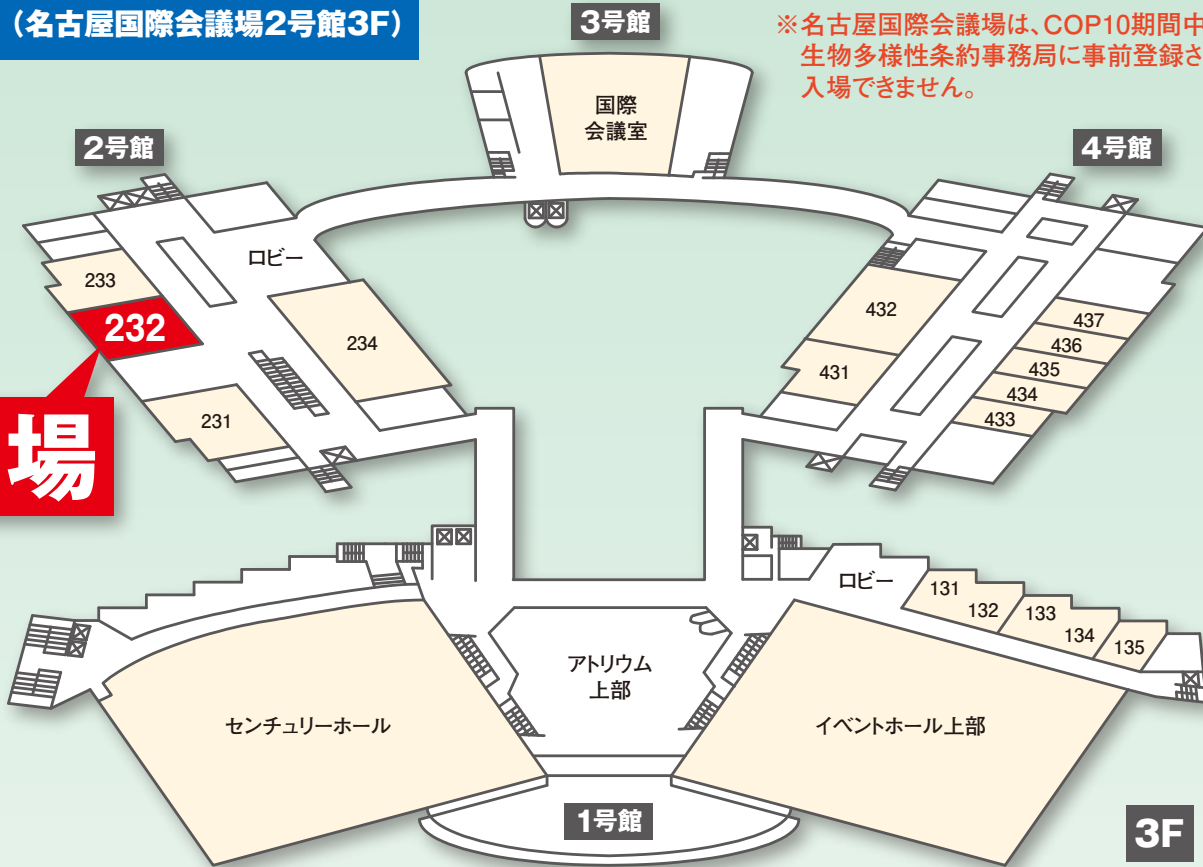 （名古屋国際会議場2号館3F）
3号館
※名古屋国際会議場は、COP10期間中
生物多様性条約事務局に事前登録さ
入場できません。
国際
会議室
2号館
4号館
ロビー
233
232
234
231
場
432
431
437
436
435
434
433
ロビー
131
132
133
134
135
アトリウム
上部
センチュリーホール
イベントホール上部
1号館
3F